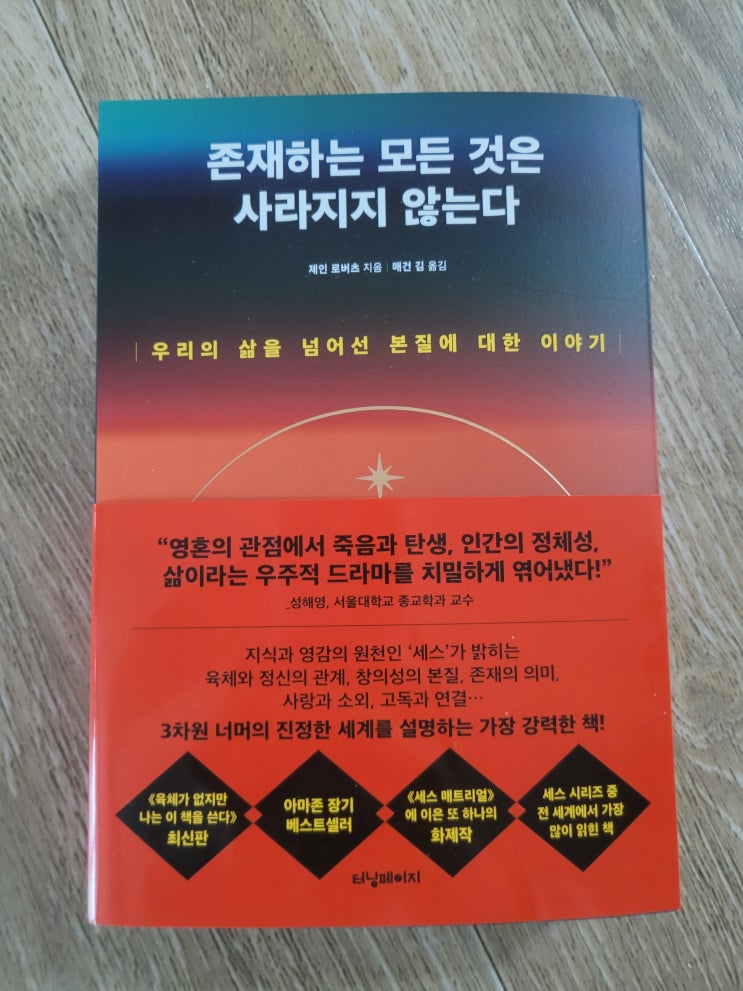 존재하는 모든 것은
사라지지 않는다
제인 로버츠 지음 | 매건 김 옮김
| 우리의 삶을 넘어선 본질에 대한 이야기 |
“영혼의 관점에서 죽음과 탄생, 인간의 정체성,
삶이라는 우주적 드라마를 치밀하게 엮어냈다!”
_성해영, 서울대학교 종교학과 교수
지식과 영감의 원천인 ‘세스’가 밝히는
육체와 정신의 관계, 창의성의 본질, 존재의 의미,
사랑과 소외, 고독과 연결…
3차원 너머의 진정한 세계를 설명하는 가장 강력한 책!
《육체가 없지만
나는 이 책을 쓴다》
최신판
아마존 장기
베스트셀러
《세스 매트리얼》
에 이은 또 하나의
화제작
세스 시리즈 중
전 세계에서 가장
많이 읽힌 책
터닝페이지